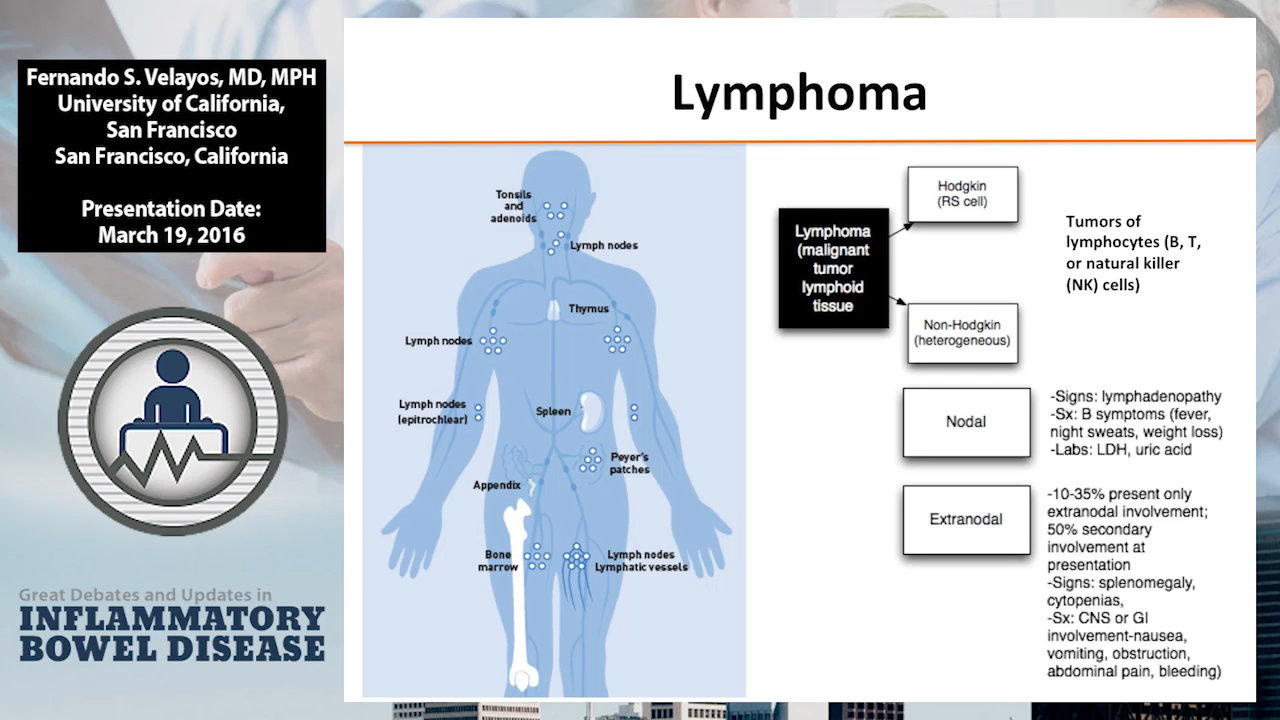 Fernando S. Velayos, MD, MPH
University of California,
San Francisco
San Francisco, California
Presentation Date:
March 19, 2016
Great Debates and Updates in
INFLAMMATORY
BOWEL DISEASE
Lymphoma
Tonsils
and
adenoids
Lymph nodes
Thymus
Lymph nodes
Lymph nodes
(epitrochlear)
Spleen
Peyer's
patches
Appendix
Bone
marrow
Lymph nodes
Lymphatic vessels
Lymphoma
(malignant
tumor
lymphoid
tissue
Hodgkin
(RS cell)
Non-Hodgkin
(heterogeneous)
Tumors of
lymphocytes (B, T,
or natural killer
(NK) cells)
Nodal
-Signs: lymphadenopathy
-Sx: B symptoms (fever,
night sweats, weight loss)
-Labs: LDH, uric acid
Extranodal
-10-35% present only
extranodal involvement;
50% secondary
involvement at
presentation
-Signs: splenomegaly,
cytopenias,
-Sx: CNS or GI
involvement-nausea,
vomiting, obstruction,
abdominal pain, bleeding)